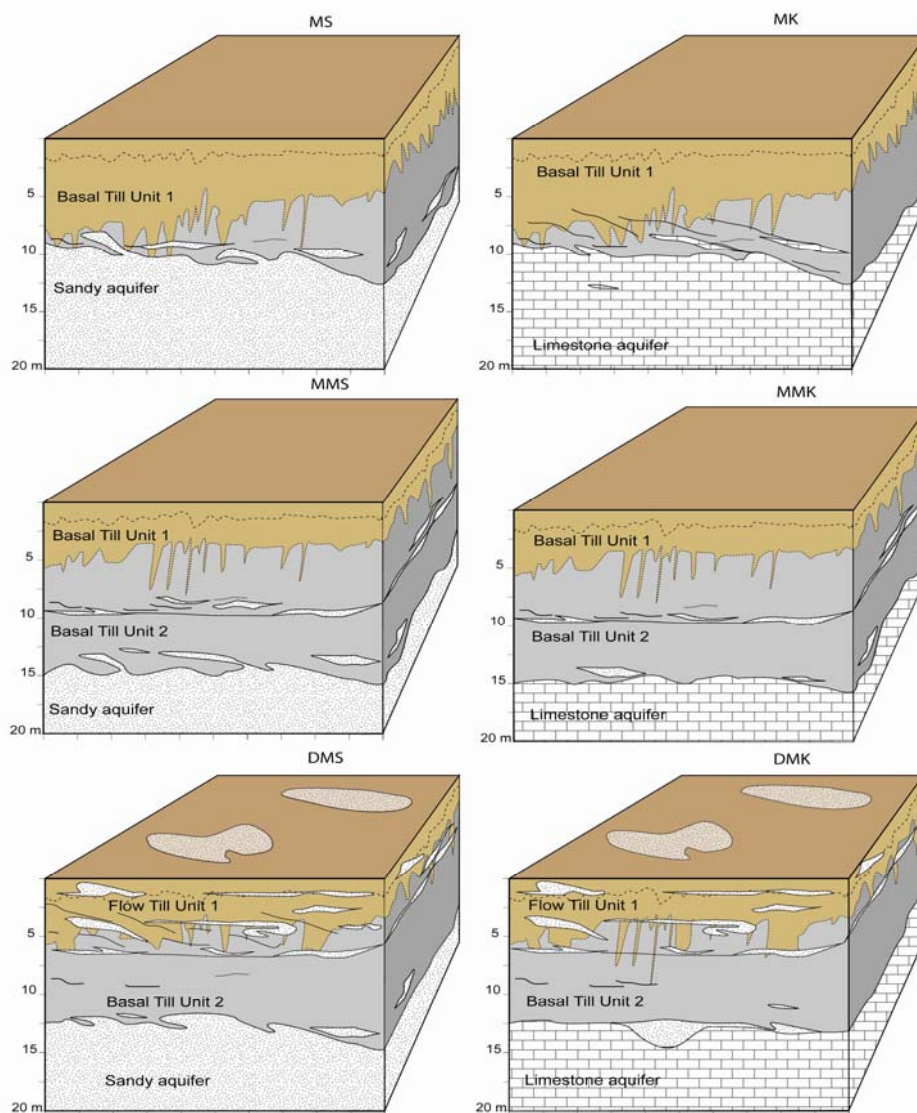 MS
5
Basal Till Unit 1
10
Sandy aquifer
15
20 m
MK
Basal Till Unit 1
5
10
15
Limestone aquifer
20 m
MMS
Basal Till Unit 1
5
10
Basal Till Unit 2
15
Sandy aquifer
20 m
MMK
Basal Till Unit 1
5
10
Basal Till Unit 2
15
Limestone aquifer
20 m
DMS
Flow Till Unit 1
5
10
Basal Till Unit 2
15
Sandy aquifer
20 m
DMK
Flow Till Unit 1
5
10
Basal Till Unit 2
15
Limestone aquifer
20 m